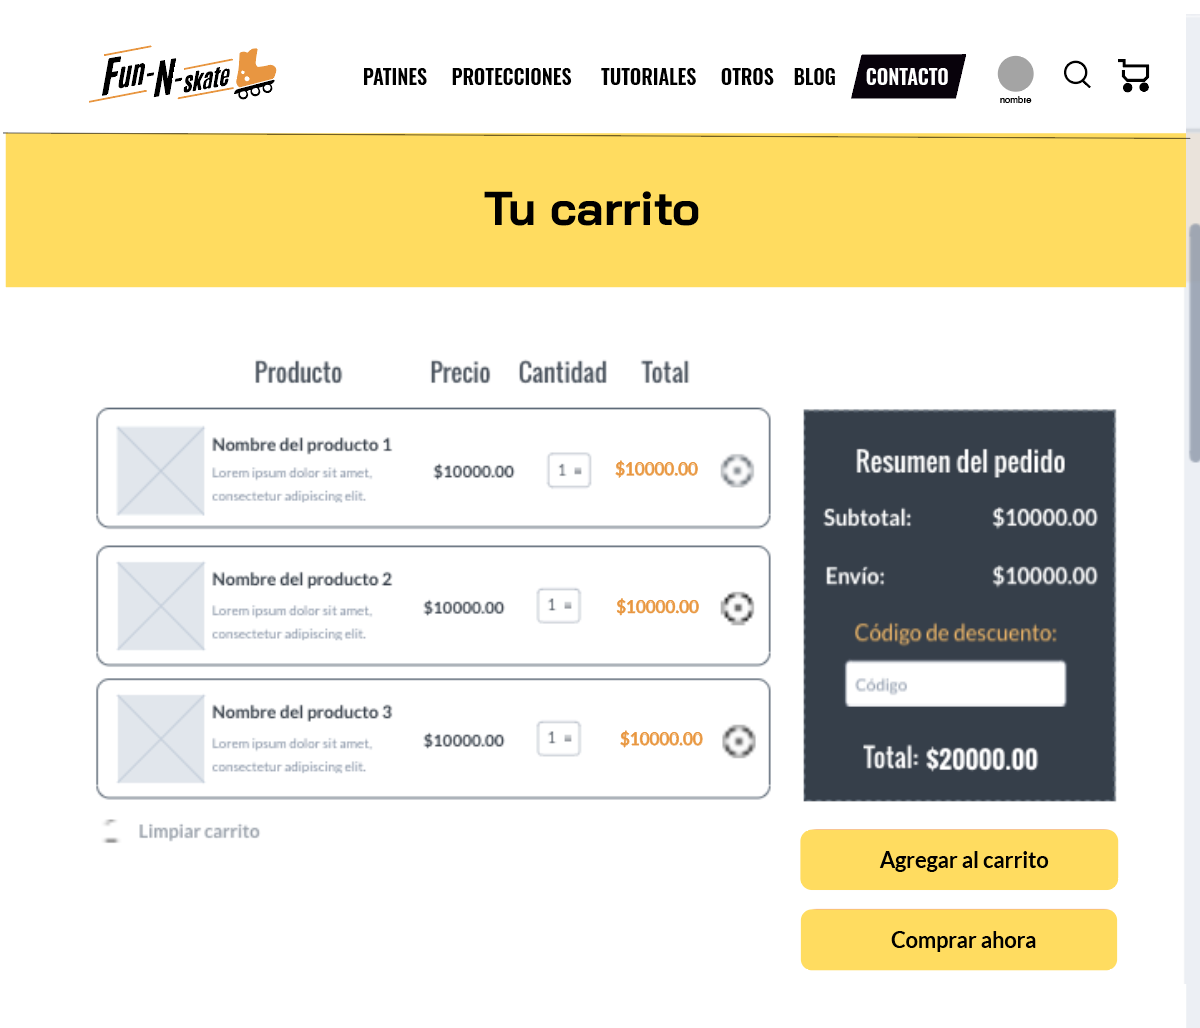 Fun-N-skate
PATINES PROTECCIONES TUTORIALES OTROS BLOG CONTACTO
nombre
Tu carrito
Producto Precio Cantidad Total
Nombre del producto 1
Lorem ipsum dolor sit amet,
consectetur adipiscing elit.
$10000.00 1 $10000.00
Nombre del producto 2
Lorem ipsum dolor sit amet,
consectetur adipiscing elit.
$10000.00 1 $10000.00
Nombre del producto 3
Lorem ipsum dolor sit amet,
consectetur adipiscing elit.
$10000.00 1 $10000.00
Limpiar carrito
Resumen del pedido
Subtotal: $10000.00
Envío: $10000.00
Código de descuento:
Código
Total: $20000.00
Agregar al carrito
Comprar ahora